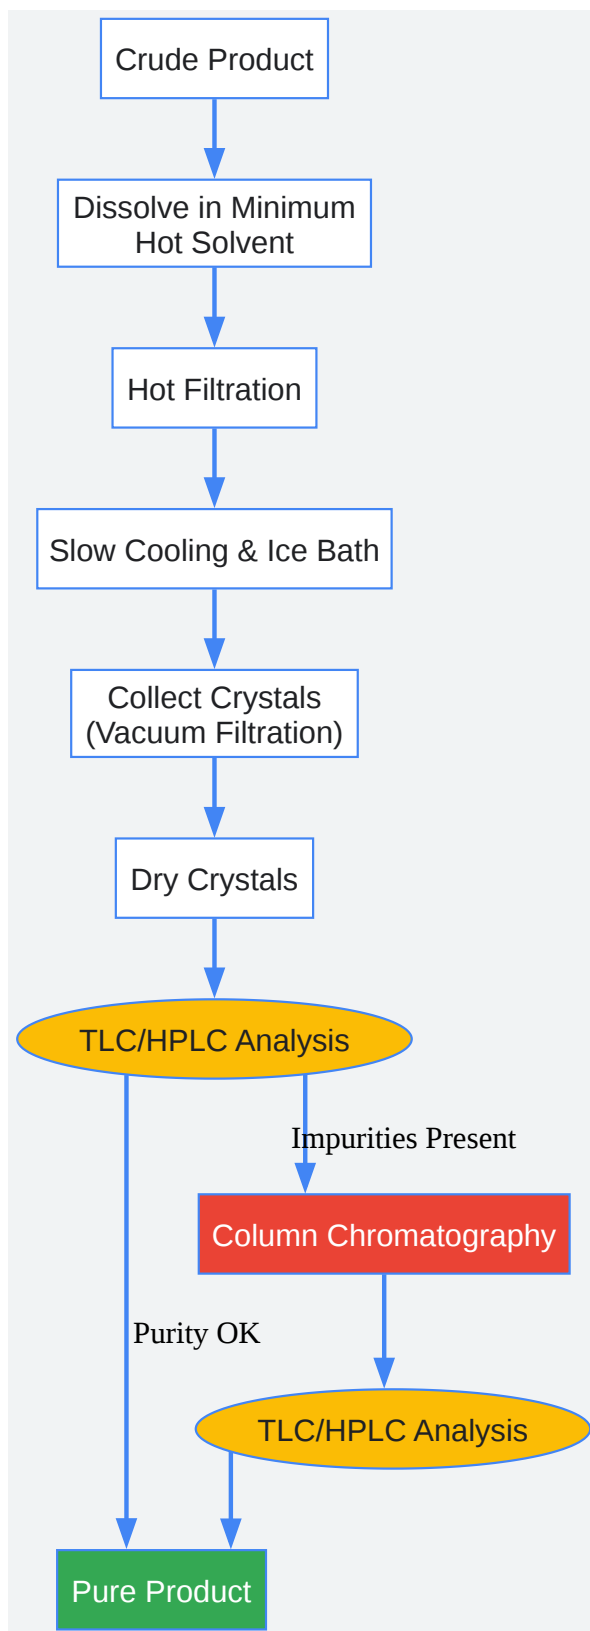 Crude Product
Dissolve in Minimum
Hot Solvent
Hot Filtration
Slow Cooling & Ice Bath
Collect Crystals
(Vacuum Filtration)
Dry Crystals
TLC/HPLC Analysis
Impurities Present
Column Chromatography
Purity OK
TLC/HPLC Analysis
Pure Product